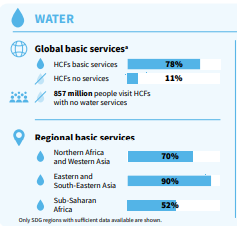 WATER
Global basic servicesª
HCFs basic services 78%
HCFs no services 11%
857 million people visit HCFs
with no water services
Regional basic services
Northern Africa
and Western Asia 70%
Eastern and
South-Eastern Asia 90%
Sub-Saharan
Africa 52%
Only SDG regions with sufficient data available are shown.